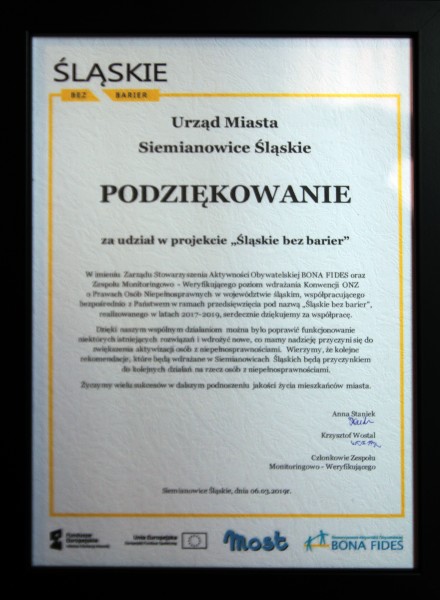 ŚLĄSKIE
BEZ BARIER
Urząd Miasta
Siemianowice Śląskie
PODZIĘKOWANIE
za udział w projekcie „Śląskie bez barier”
W imieniu Zarządu Stowarzyszenia Aktywności Obywatelskiej BONA FIDES oraz
Zespołu Monitoringowo - Weryfikującego poziom wdrażania Konwencji ONZ
o Prawach Osób Niepełnosprawnych w województwie śląskim, współpracującego
bezpośrednio z Państwem w ramach przedsięwzięcia pod nazwą „Śląskie bez barier”,
realizowanego w latach 2017-2019, serdecznie dziękujemy za współpracę.
Dzięki naszym wspólnym działaniom można było poprawić funkcjonowanie
niektórych istniejących rozwiązań i wdrożyć nowe, co mamy nadzieję przyczyni się do
zwiększenia aktywizacji osób z niepełnosprawnościami. Wierzymy, że kolejne
rekomendacje, które będą wdrażane w Siemianowicach Śląskich będą przyczynkiem
do kolejnych działań na rzecz osób z niepełnosprawnościami.
Życzymy wielu sukcesów w dalszym podnoszeniu jakości życia mieszkańców miasta.
Anna Staniek
Krzysztof Wostal
Członkowie Zespołu
Monitoringowo - Weryfikującego
Siemianowice Śląskie, dnia 06.03.2019r.
Fundusze
Europejskie
Unia Europejska
Most
BONA FIDES